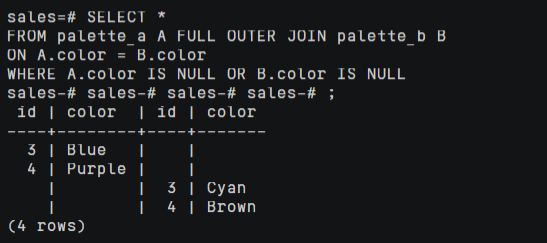 sales=# SELECT *
FROM palette_a A FULL OUTER JOIN palette_b B
ON A.color = B.color
WHERE A.color IS NULL OR B.color IS NULL
sales-# sales-# sales-# sales-# ;
 id | color  | id | color
----+--------+----+-------
  3 | Blue   |    |
  4 | Purple |    |
    |        |  3 | Cyan
    |        |  4 | Brown
(4 rows)